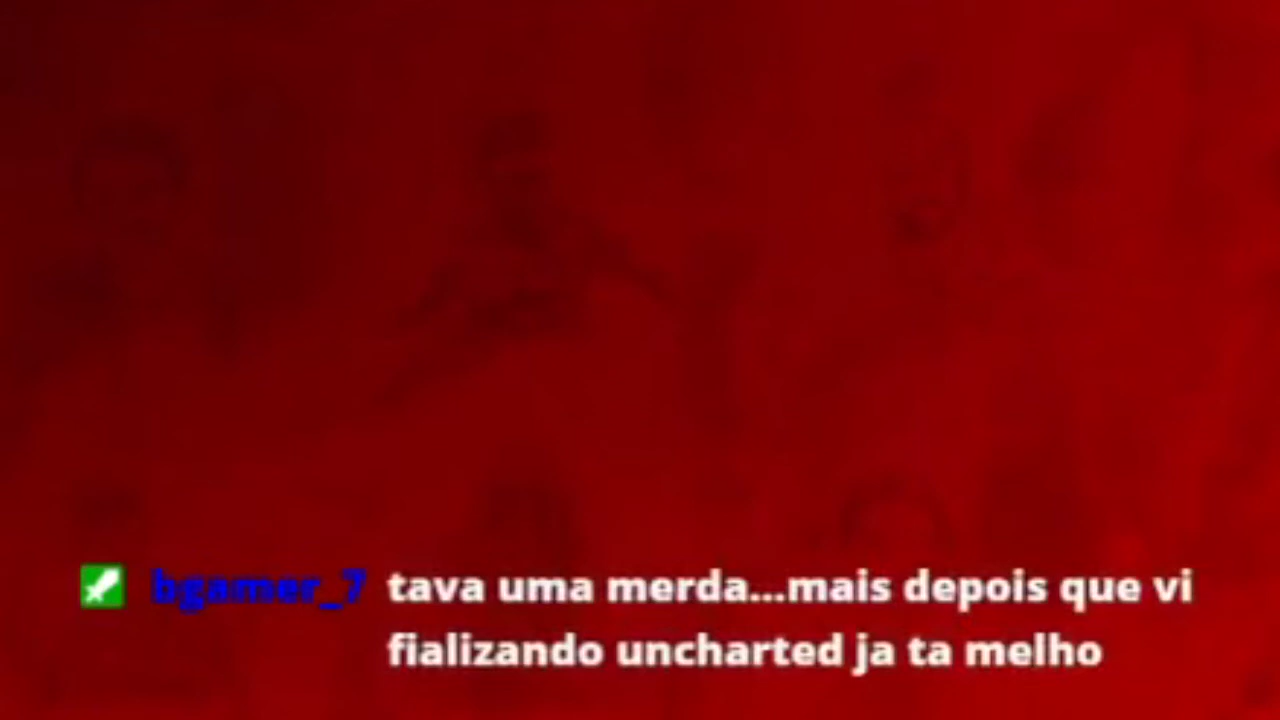 bgamer_7 tava uma merda...mais depois que vi
fializando uncharted ja ta melho